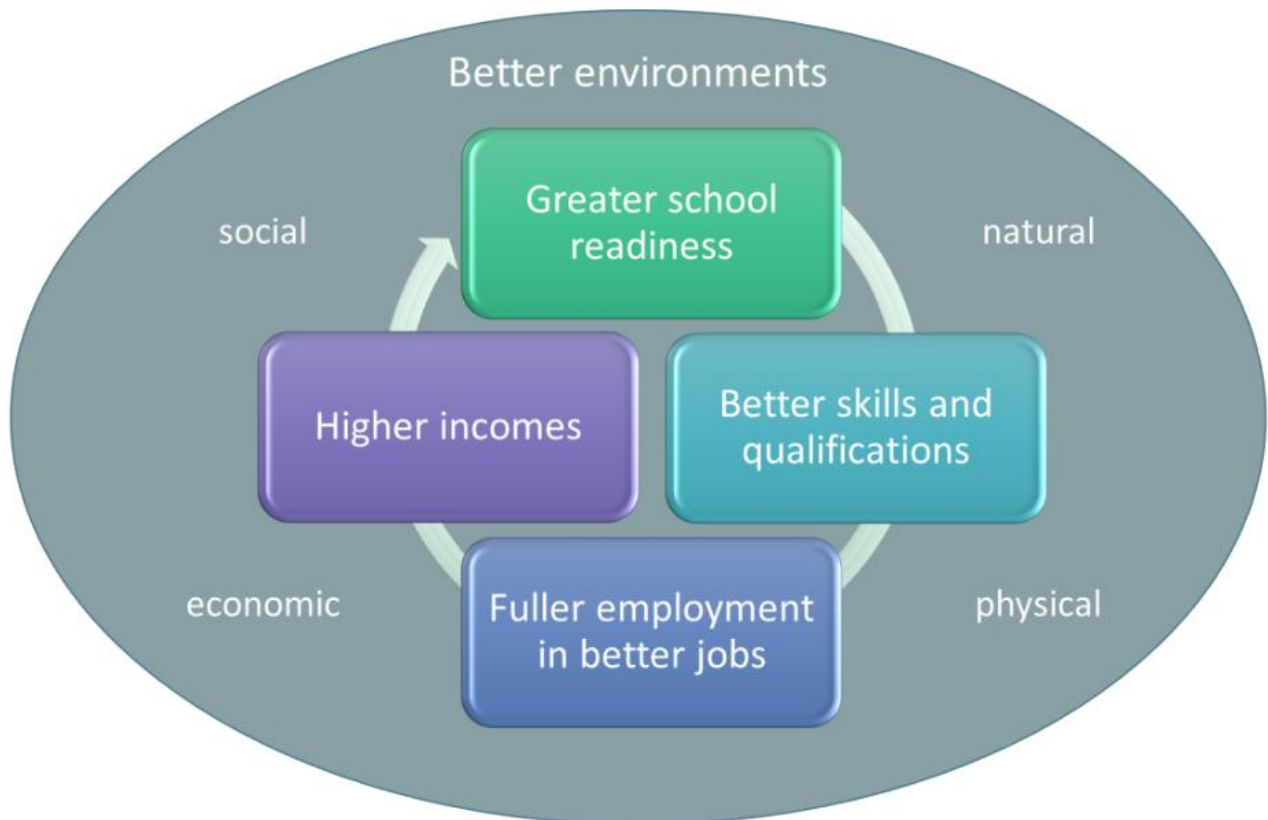 Better environments
Greater school
readiness
social
natural
Higher incomes
Better skills and
qualifications
economic
physical
Fuller employment
in better jobs